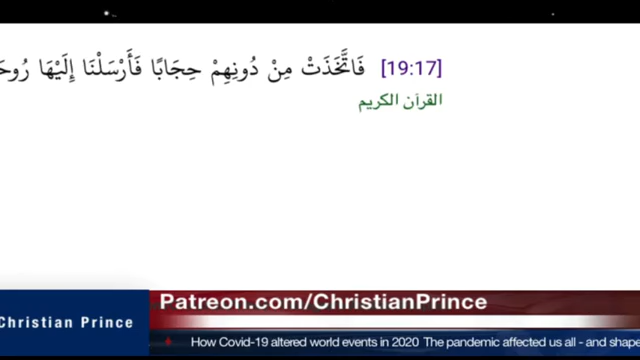 [19:17] فَاتَّخَذَتْ مِنْ دُونِهِمْ حِجَابًا فَأَرْسَلْنَا إِلَيْهَا
القرآن الكريم
Patreon.com/ChristianPrince
Christian Prince
How Covid-19 altered world events in 2020 The pandemic affected us all - and shape